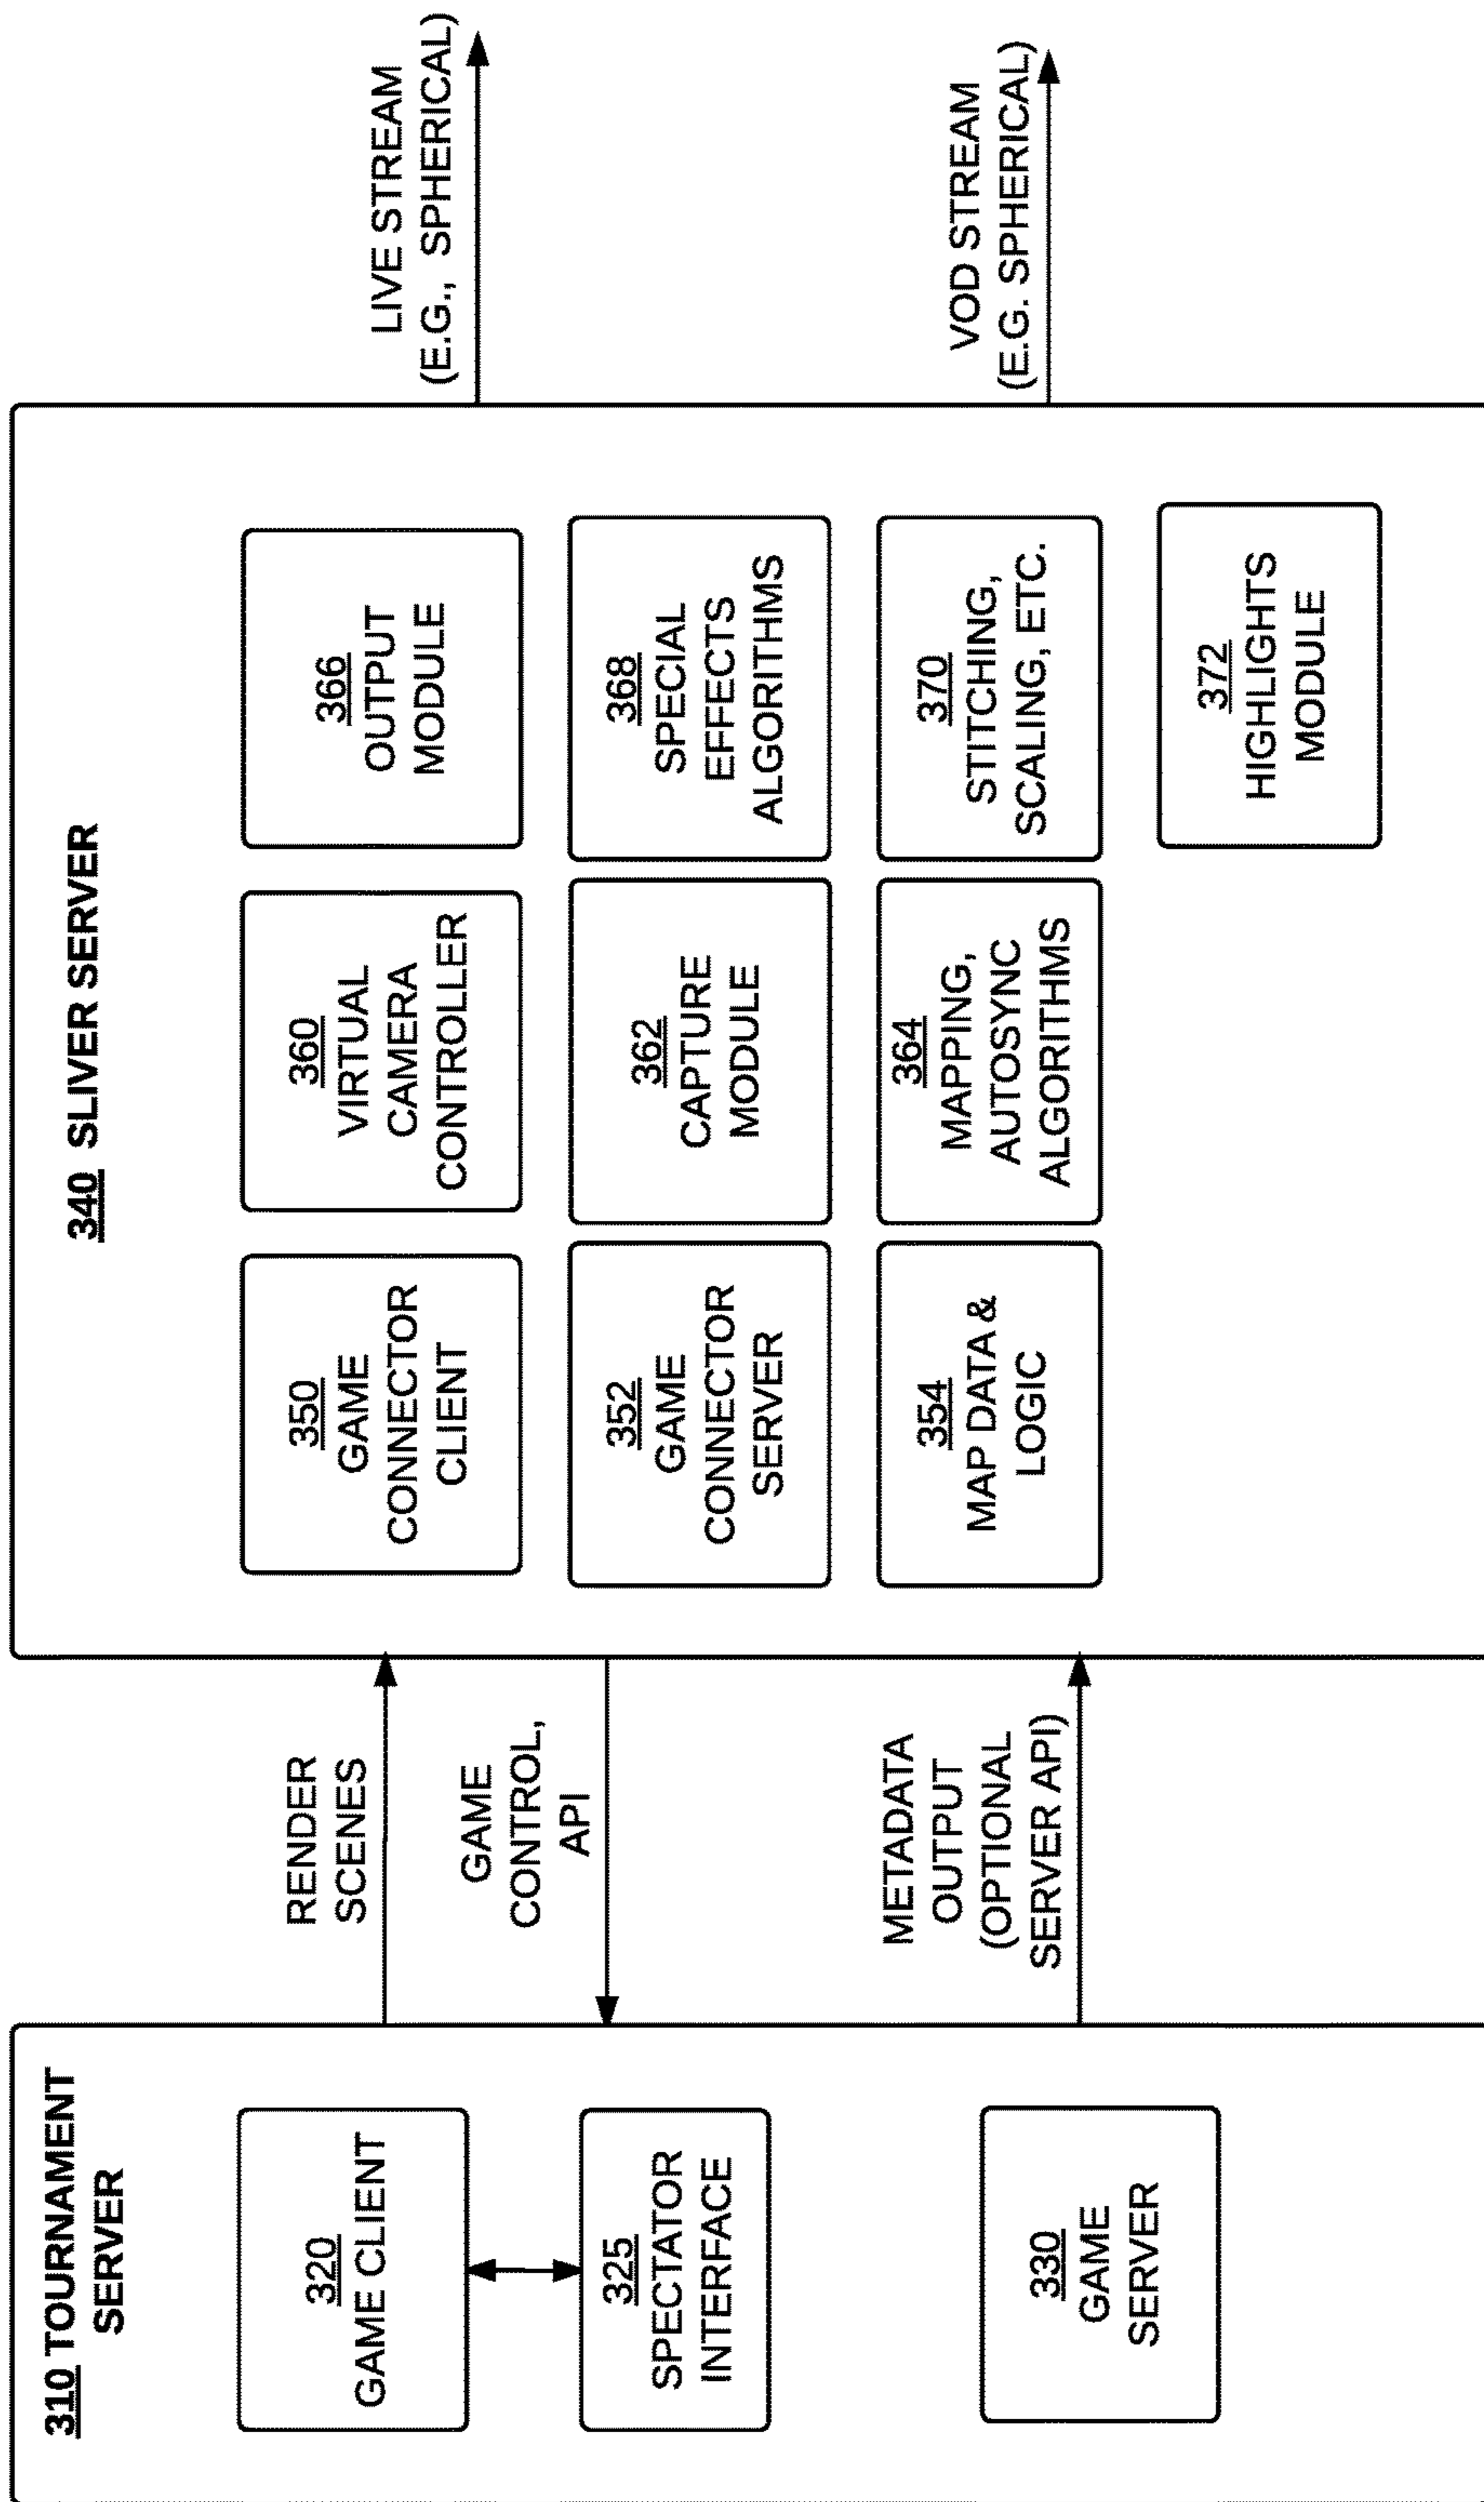 310 TOURNAMENT
SERVER
320
GAME CLIENT
325
SPECTATOR
INTERFACE
330
GAME
SERVER
RENDER
SCENES
GAME
CONTROL,
API
METADATA
OUTPUT
(OPTIONAL
SERVER API)
340 SLIVER SERVER
350
GAME
CONNECTOR
CLIENT
360
VIRTUAL
CAMERA
CONTROLLER
366
OUTPUT
MODULE
352
GAME
CONNECTOR
SERVER
362
CAPTURE
MODULE
368
SPECIAL
EFFECTS
ALGORITHMS
354
MAP DATA &
LOGIC
364
MAPPING,
AUTOSYNC
ALGORITHMS
370
STITCHING,
SCALING, ETC.
372
HIGHLIGHTS
MODULE
LIVE STREAM
(E.G., SPHERICAL)
VOD STREAM
(E.G. SPHERICAL)